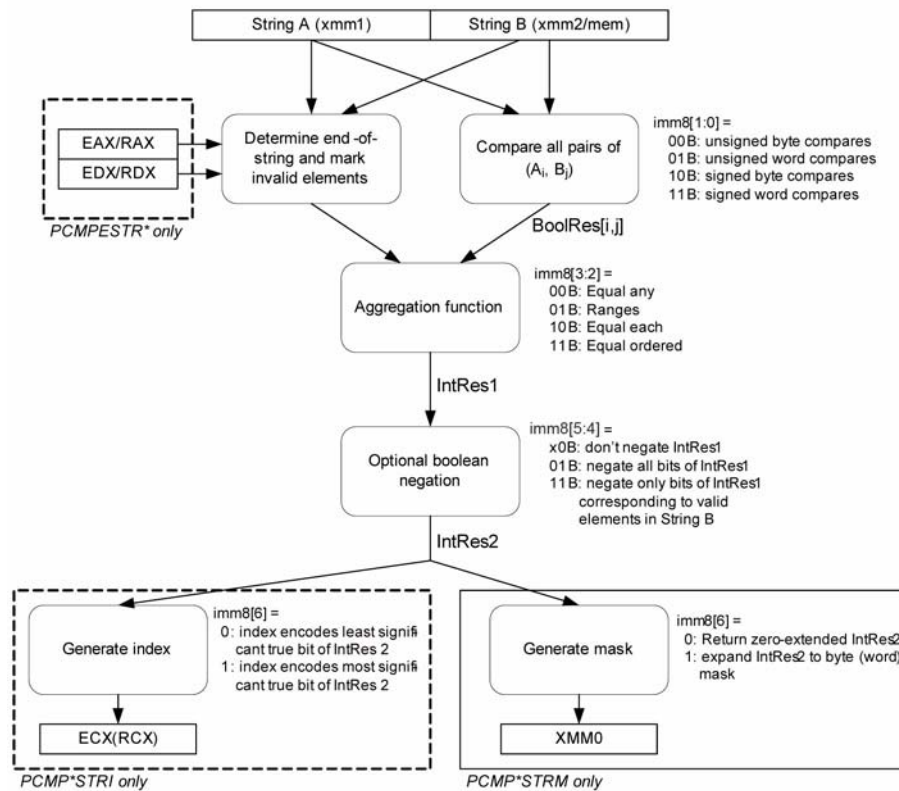 String A (xmm1)
String B (xmm2/mem)
EAX/RAX
EDX/RDX
PCMPESTR* only
Determine end -of-
string and mark
invalid elements
Compare all pairs of
(Ai, Bj)
imm8[1:0] =
00B: unsigned byte compares
01B: unsigned word compares
10B: signed byte compares
11B: signed word compares
BoolRes[i,j]
Aggregation function
imm8[3:2] =
00B: Equal any
01B: Ranges
10B: Equal each
11B: Equal ordered
IntRes1
Optional boolean
negation
imm8[5:4] =
x0B: don't negate IntRes1
01B: negate all bits of IntRes1
11B: negate only bits of IntRes1
corresponding to valid
elements in String B
IntRes2
Generate index
imm8[6] =
0: index encodes least signifi
cant true bit of IntRes 2
1: index encodes most signifi
cant true bit of IntRes 2
ECX(RCX)
PCMP*STRI only
Generate mask
imm8[6] =
0: Return zero-extended IntRes2
1: expand IntRes2 to byte (word)
mask
XMM0
PCMP*STRM only